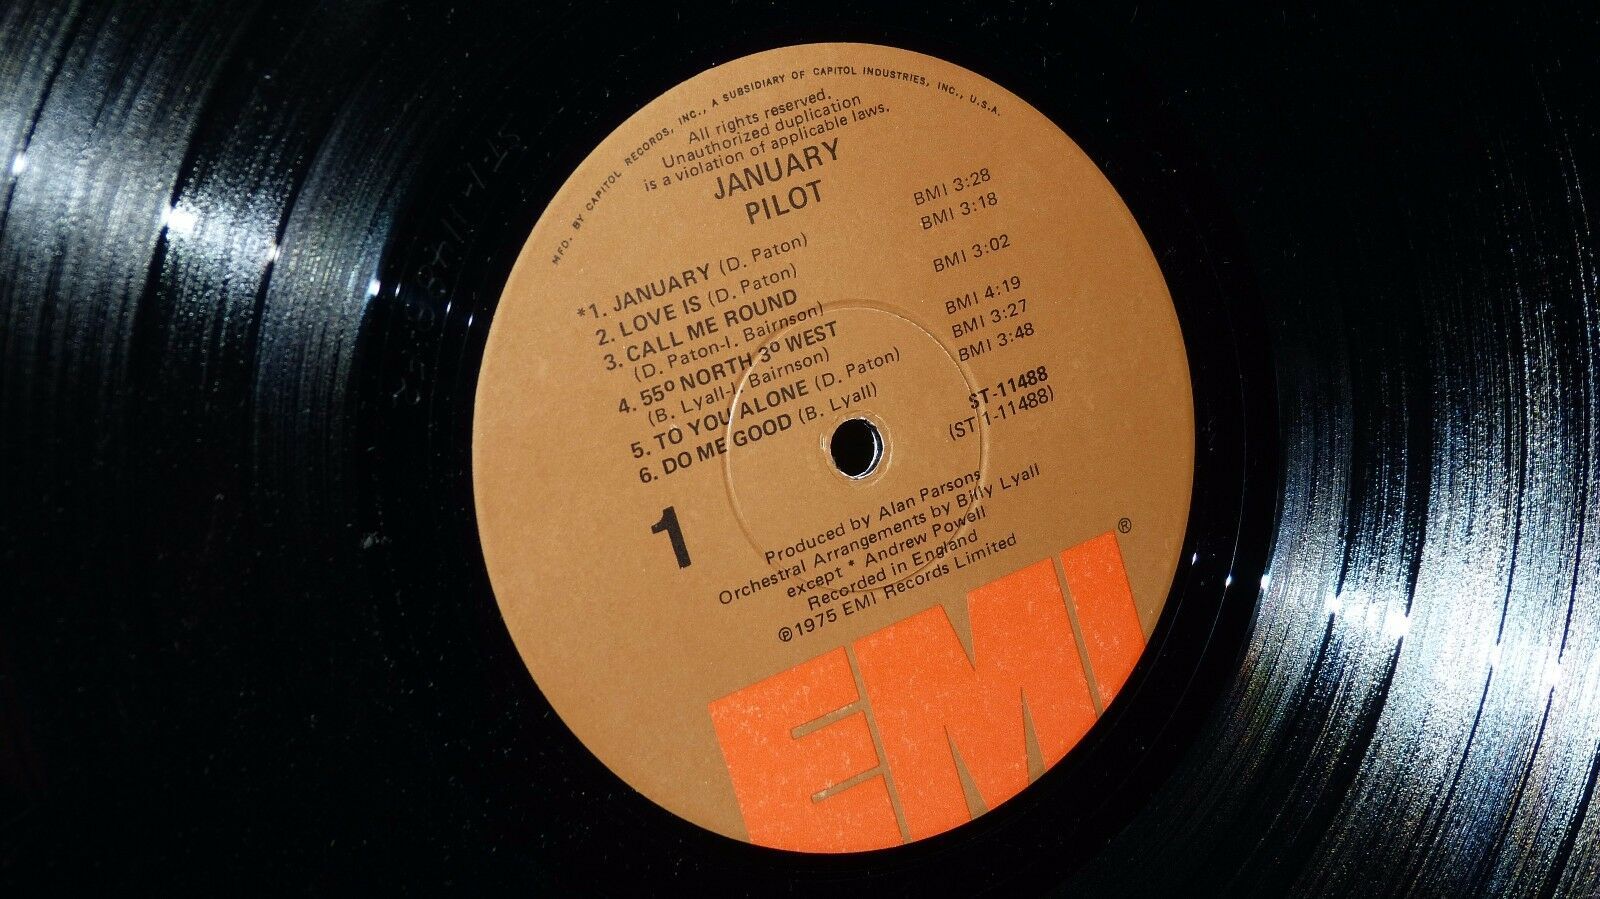 MFD. BY CAPITOL RECORDS, INC., A SUBSIDIARY OF CAPITOL INDUSTRIES, INC., U.S.A.
All rights reserved.
Unauthorized duplication
is a violation of applicable laws.
JANUARY
PILOT
*1. JANUARY (D. Paton) BMI 3:28
2. LOVE IS (D. Paton) BMI 3:18
3. CALL ME ROUND
(D. Paton-I. Bairnson) BMI 3:02
4. 55º NORTH 3º WEST
(B. Lyall-I. Bairnson) BMI 4:19
5. TO YOU ALONE (D. Paton) BMI 3:27
6. DO ME GOOD (B. Lyall) BMI 3:48
ST-11488
(ST 1-11488)
1
Produced by Alan Parsons
Orchestral Arrangements by Billy Lyall
except * Andrew Powell
Recorded in England
℗1975 EMI Records Limited
EMI®